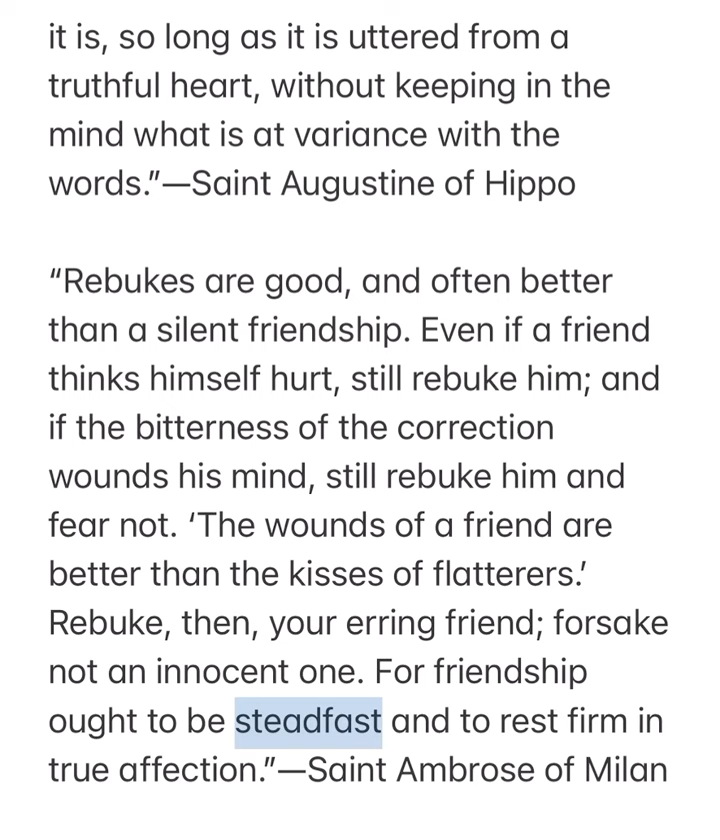 it is, so long as it is uttered from a
truthful heart, without keeping in the
mind what is at variance with the
words.”—Saint Augustine of Hippo
“Rebukes are good, and often better
than a silent friendship. Even if a friend
thinks himself hurt, still rebuke him; and
if the bitterness of the correction
wounds his mind, still rebuke him and
fear not. ‘The wounds of a friend are
better than the kisses of flatterers.’
Rebuke, then, your erring friend; forsake
not an innocent one. For friendship
ought to be steadfast and to rest firm in
true affection.”—Saint Ambrose of Milan